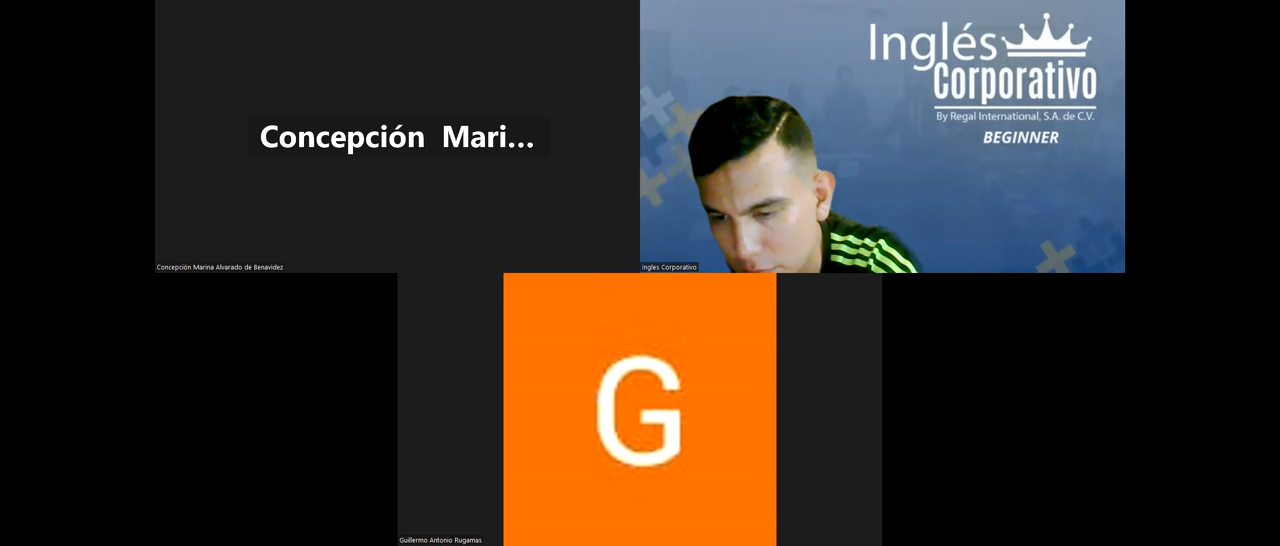 Concepción Mari...
Concepción Marina Alvarado de Benavidez
Inglés
Corporativo
By Regal International, S.A. de C.V.
BEGINNER
Ingles Corporativo
G
Guillermo Antonio Rugamas